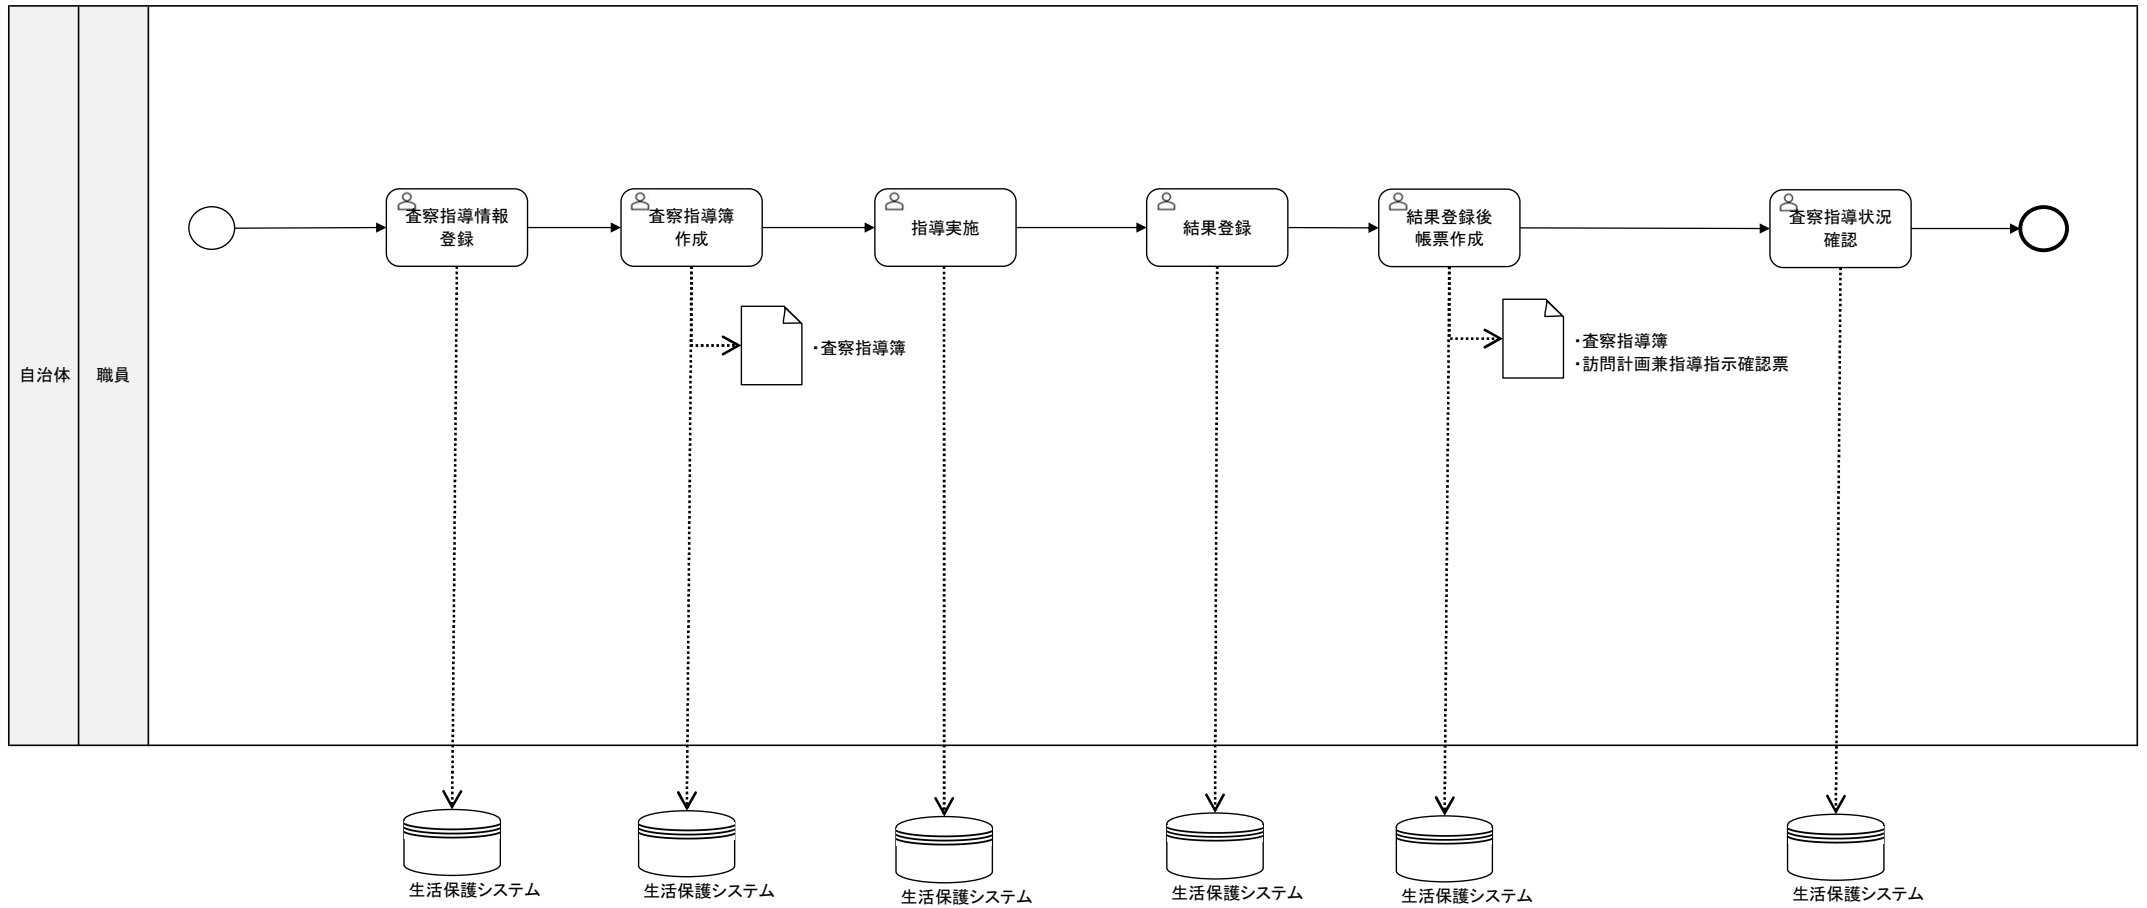 自治体
職員
査察指導情報
登録
査察指導簿
作成
指導実施
結果登録
結果登録後
帳票作成
査察指導状況
確認
・査察指導簿
・査察指導簿
・訪問計画兼指導指示確認票
生活保護システム
生活保護システム
生活保護システム
生活保護システム
生活保護システム
生活保護システム